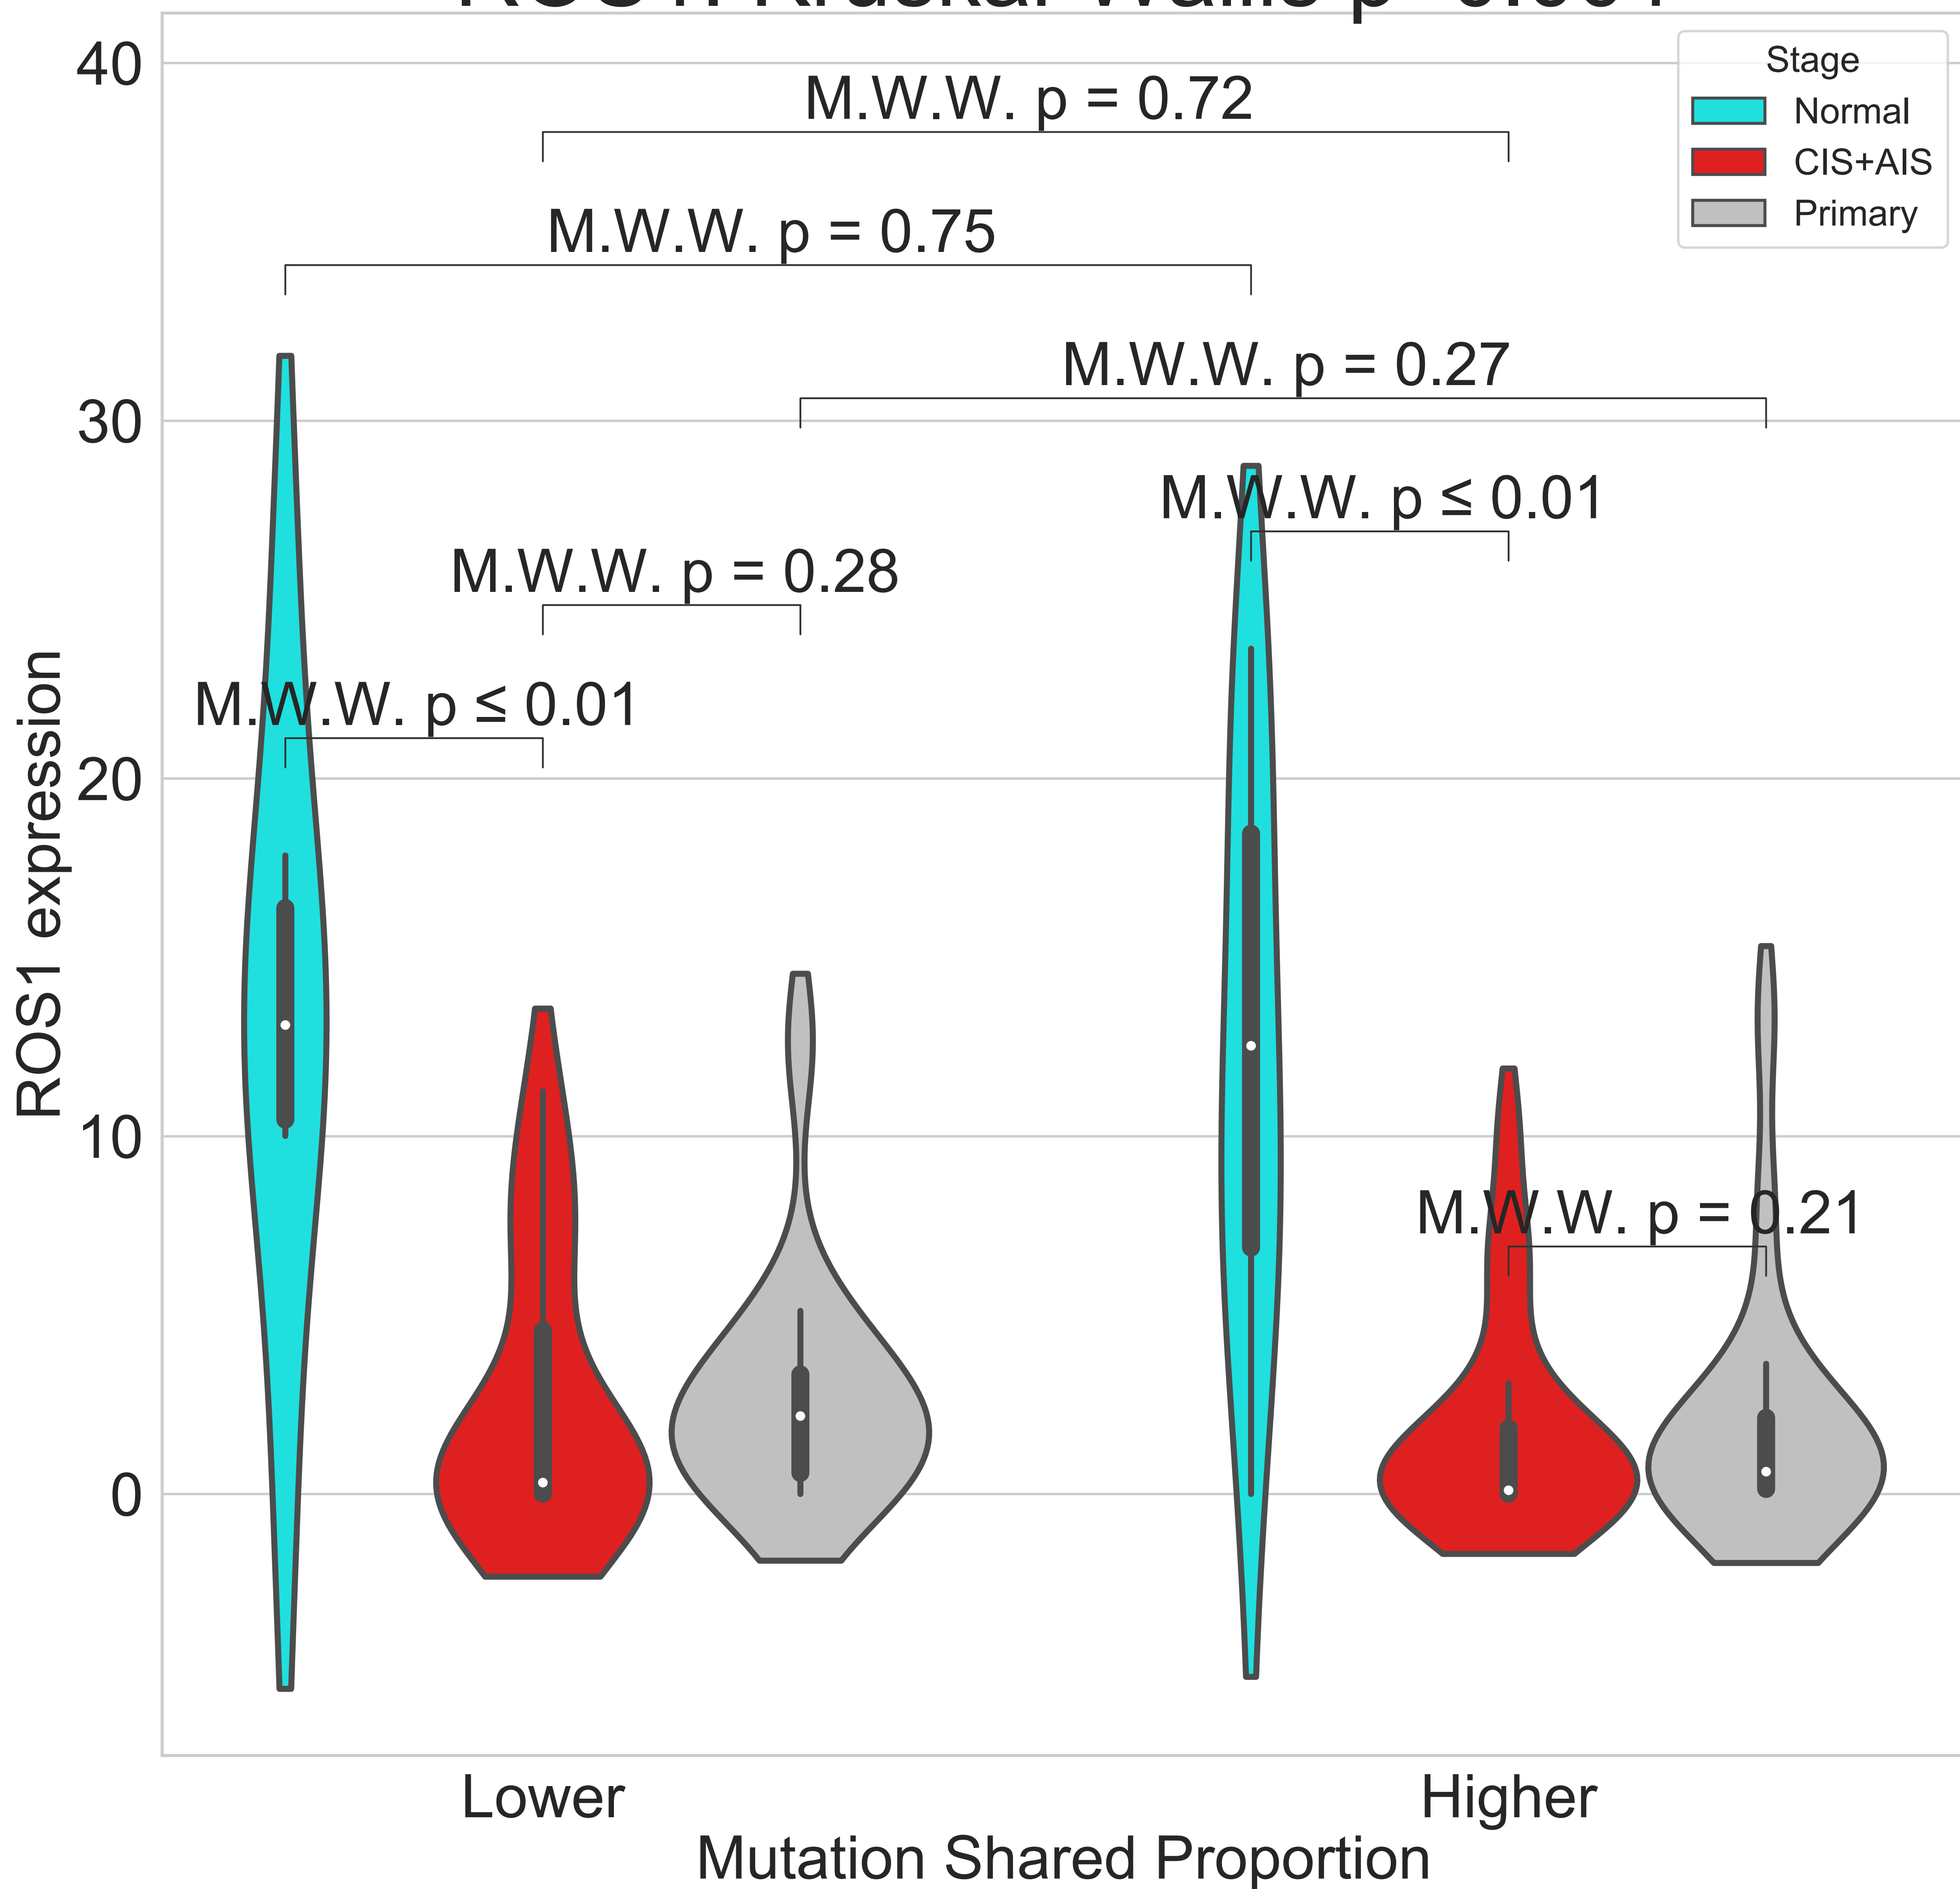 40
30
20
10
0
ROS1 expression
M.W.W. p = 0.72
M.W.W. p = 0.75
M.W.W. p = 0.27
M.W.W. p ≤ 0.01
M.W.W. p = 0.28
M.W.W. p ≤ 0.01
M.W.W. p = 0.21
Stage
Normal
CIS+AIS
Primary
Lower
Higher
Mutation Shared Proportion